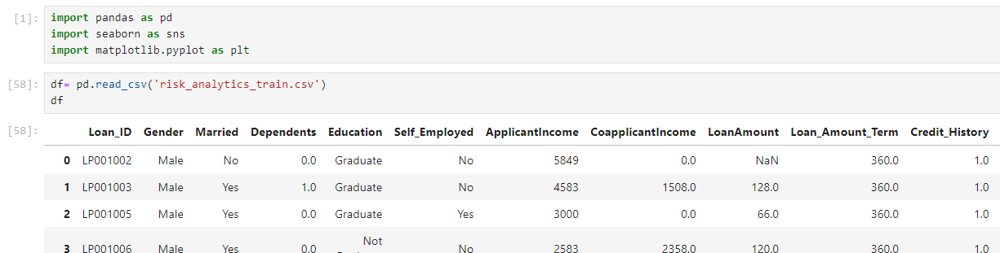 [1]: import pandas as pd
import seaborn as sns
import matplotlib.pyplot as plt
[58]: df= pd.read_csv('risk_analytics_train.csv')
df
[58]: Loan_ID Gender Married Dependents Education Self_Employed ApplicantIncome CoapplicantIncome LoanAmount Loan_Amount_Term Credit_History
0 LP001002 Male No 0.0 Graduate No 5849 0.0 NaN 360.0 1.0
1 LP001003 Male Yes 1.0 Graduate No 4583 1508.0 128.0 360.0 1.0
2 LP001005 Male Yes 0.0 Graduate Yes 3000 0.0 66.0 360.0 1.0
3 LP001006 Male Yes 0.0 Not No 2583 2358.0 120.0 360.0 1.0